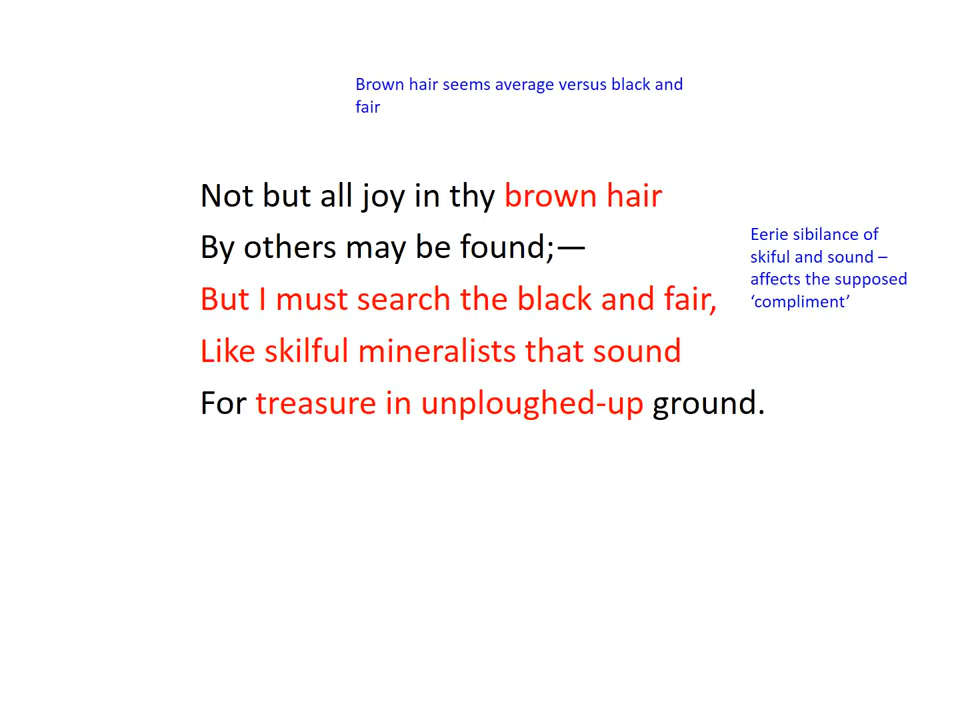 Brown hair seems average versus black and
fair
Not but all joy in thy brown hair
By others may be found;—
But I must search the black and fair,
Like skilful mineralists that sound
For treasure in unploughed-up ground.
Eerie sibilance of
skiful and sound –
affects the supposed
‘compliment’